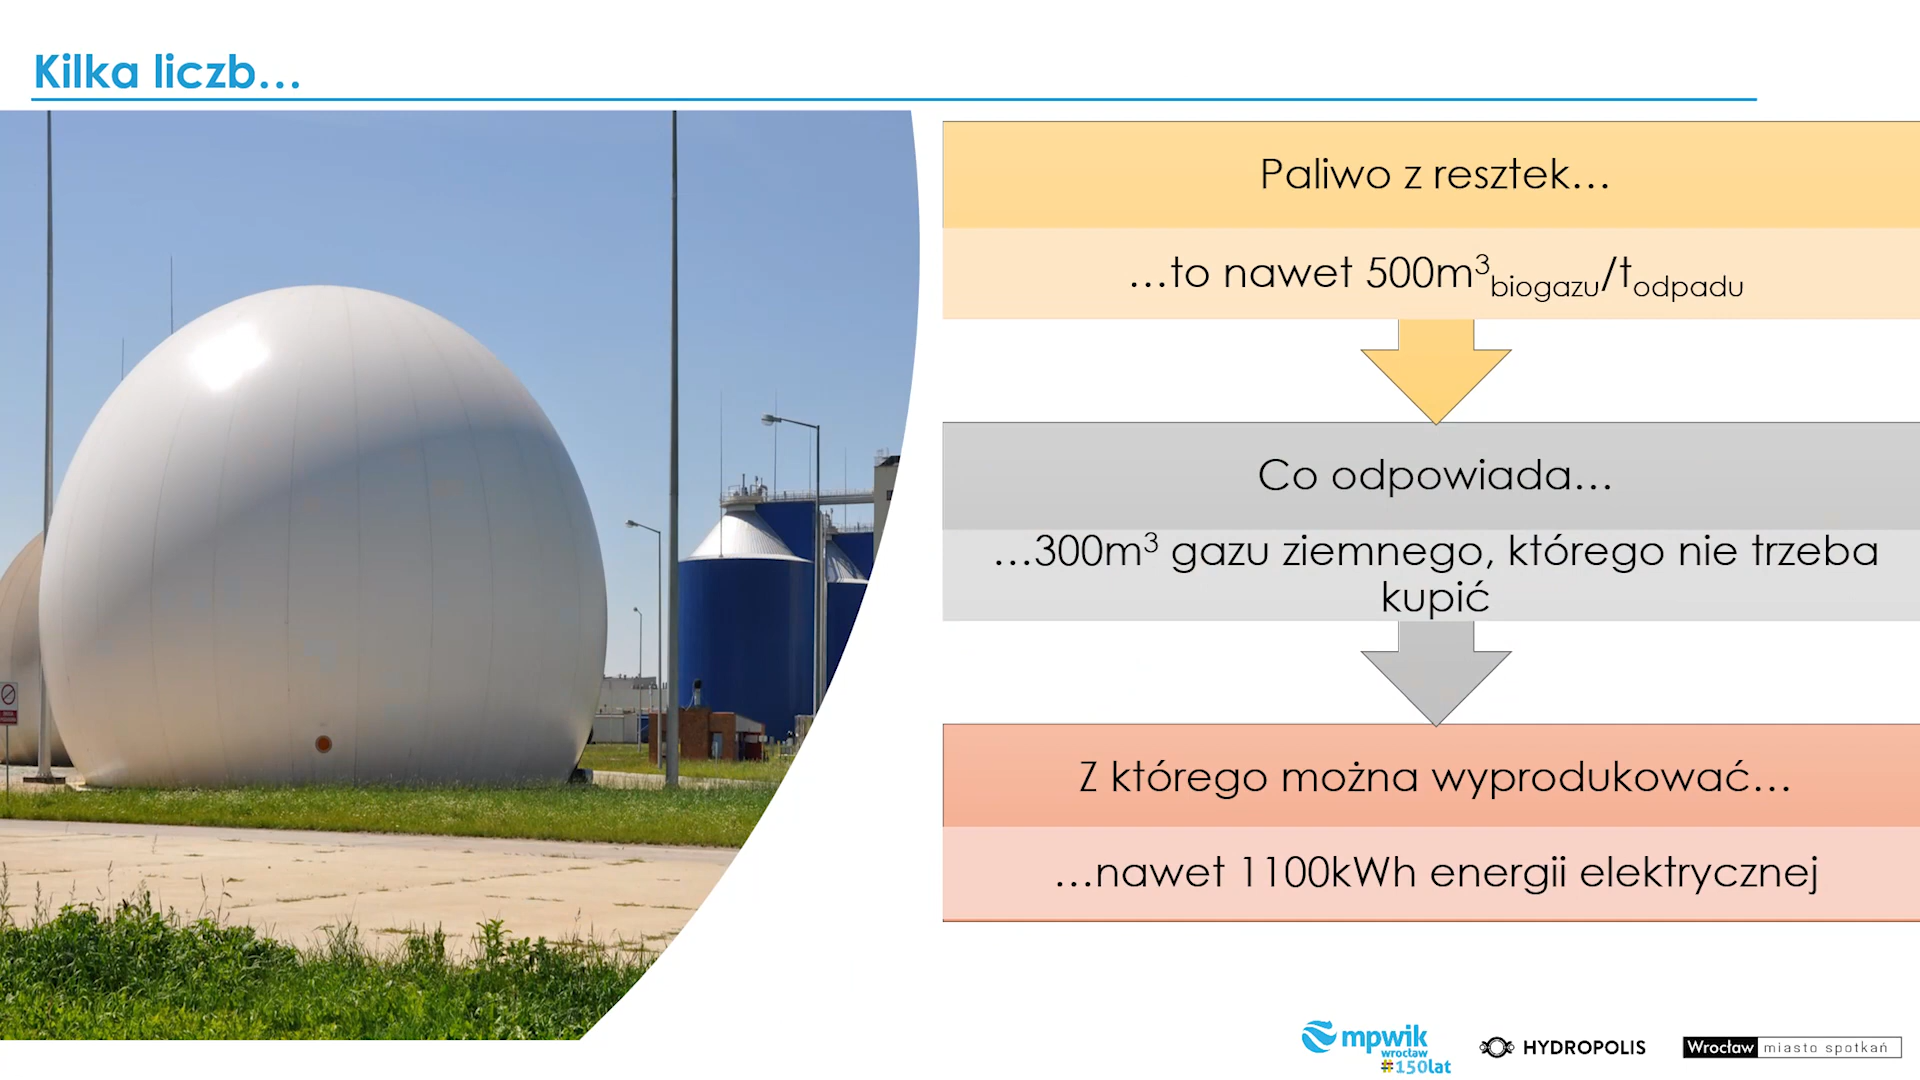 Kilka liczb...
Paliwo z resztek...
...to nawet 500m³biogazu/todpadu
Co odpowiada...
...300m³ gazu ziemnego, którego nie trzeba
kupić
Z którego można wyprodukować...
...nawet 1100kWh energii elektrycznej
mpwik
wrocław
#150lat
HYDROPOLIS
Wrocław miasto spotkań